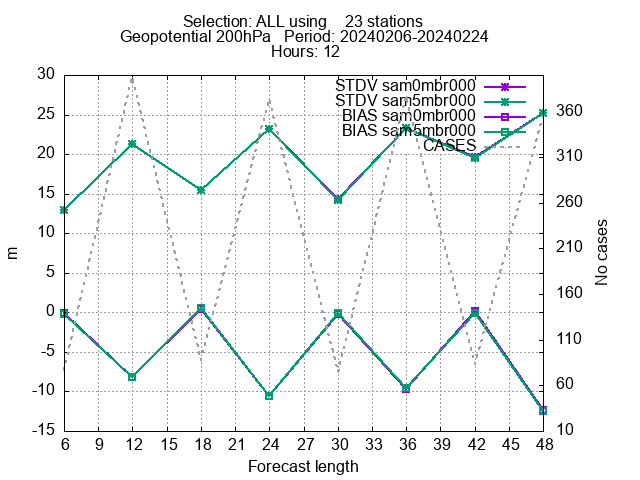 Selection: ALL using    23 stations
Geopotential 200hPa   Period: 20240206-20240224
Hours: 12
STDV sam0mbr000
STDV sam5mbr000
BIAS sam0mbr000
BIAS sam5mbr000
CASES
30
25
20
15
10
5
0
-5
-10
-15
m
360
310
260
210
160
110
60
10
No cases
6 9 12 15 18 21 24 27 30 33 36 39 42 45 48
Forecast length